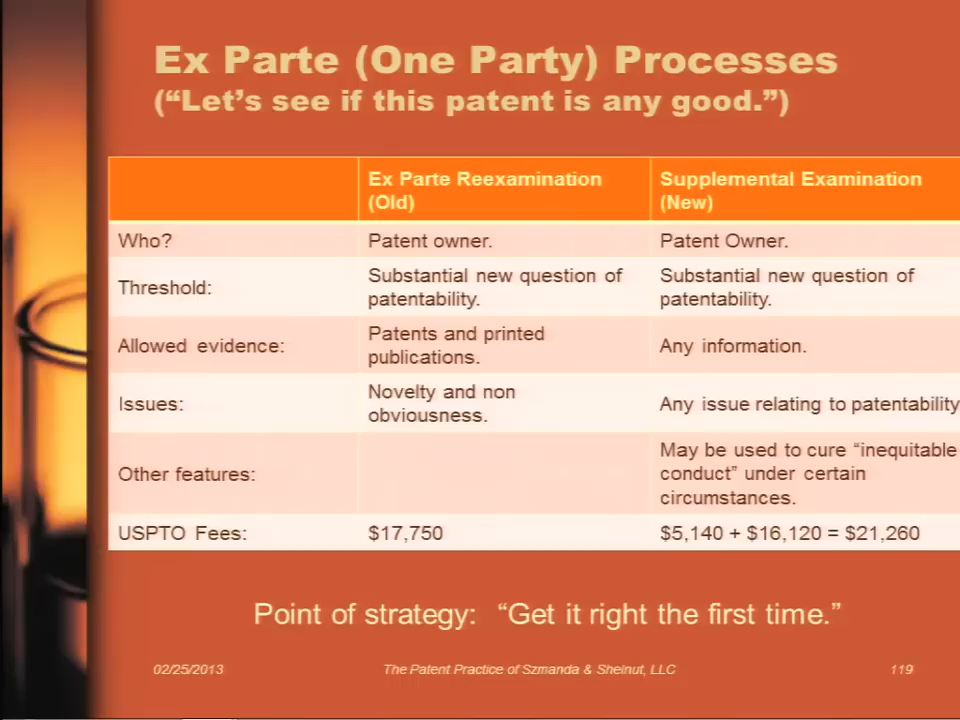 Ex Parte (One Party) Processes
(“Let’s see if this patent is any good.”)
Ex Parte Reexamination (Old)
Supplemental Examination (New)
Who?
Patent owner.
Patent Owner.
Threshold:
Substantial new question of patentability.
Substantial new question of patentability.
Allowed evidence:
Patents and printed publications.
Any information.
Issues:
Novelty and non obviousness.
Any issue relating to patentability
Other features:
May be used to cure “inequitable conduct” under certain circumstances.
USPTO Fees:
$17,750
$5,140 + $16,120 = $21,260
Point of strategy: “Get it right the first time.”
02/25/2013
The Patent Practice of Szmanda & Shelnut, LLC
119